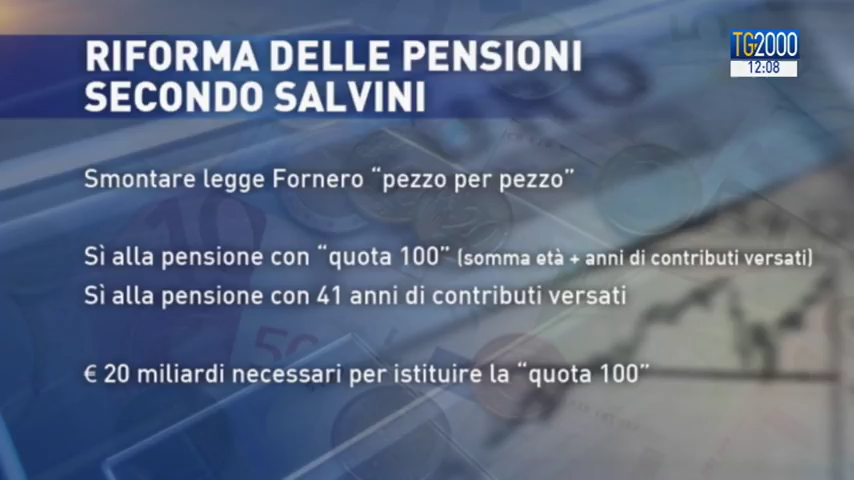 RIFORMA DELLE PENSIONI
SECONDO SALVINI
TG2000
12:08
Smontare legge Fornero “pezzo per pezzo”
Sì alla pensione con “quota 100” (somma età + anni di contributi versati)
Sì alla pensione con 41 anni di contributi versati
€ 20 miliardi necessari per istituire la “quota 100”